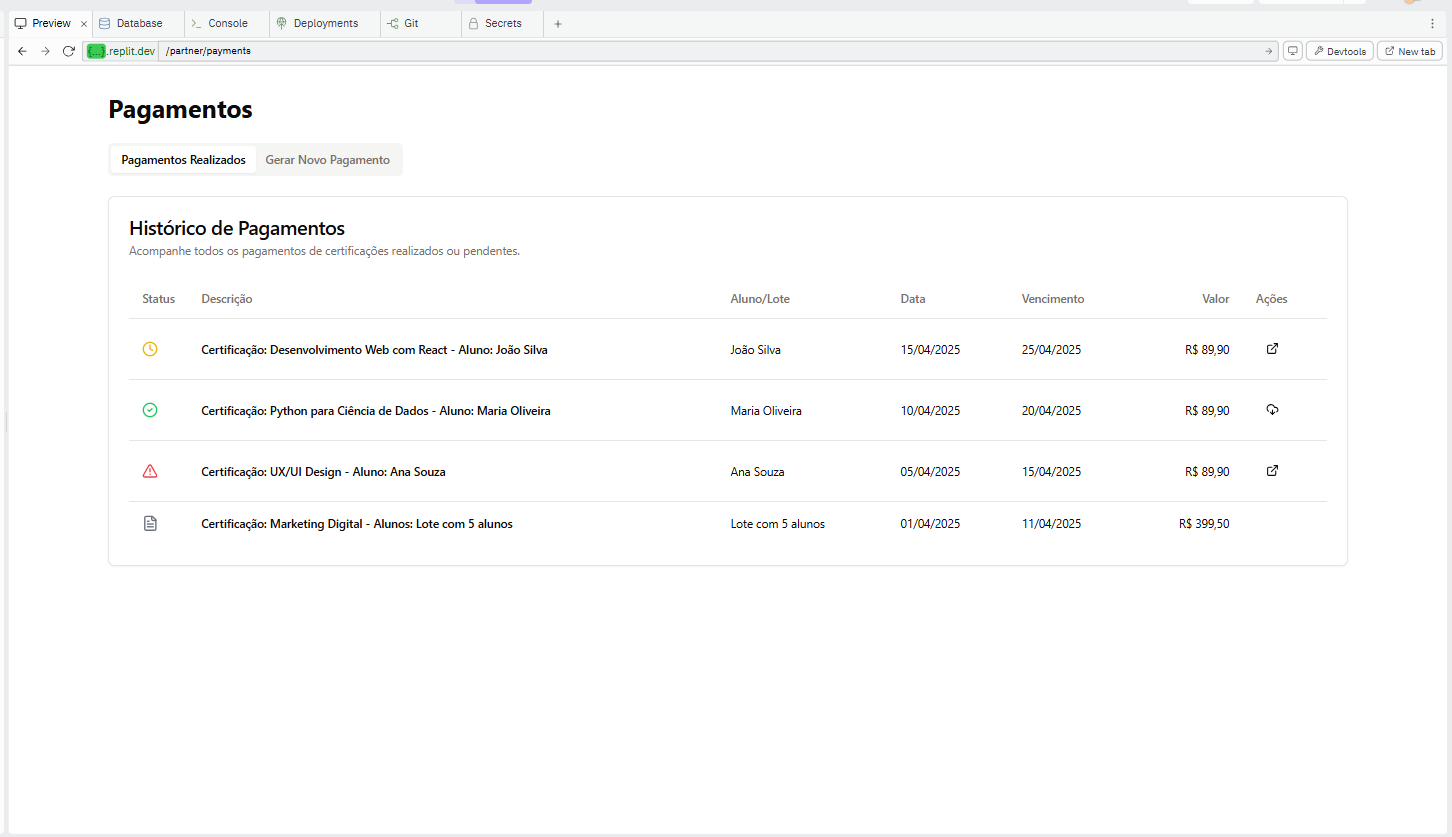 Preview × Database Console Deployments Git Secrets +
{...}.replit.dev /partner/payments Devtools New tab
Pagamentos
Pagamentos Realizados Gerar Novo Pagamento
Histórico de Pagamentos
Acompanhe todos os pagamentos de certificações realizados ou pendentes.
Status Descrição Aluno/Lote Data Vencimento Valor Ações
Certificação: Desenvolvimento Web com React - Aluno: João Silva João Silva 15/04/2025 25/04/2025 R$ 89,90
Certificação: Python para Ciência de Dados - Aluno: Maria Oliveira Maria Oliveira 10/04/2025 20/04/2025 R$ 89,90
Certificação: UX/UI Design - Aluno: Ana Souza Ana Souza 05/04/2025 15/04/2025 R$ 89,90
Certificação: Marketing Digital - Alunos: Lote com 5 alunos Lote com 5 alunos 01/04/2025 11/04/2025 R$ 399,50